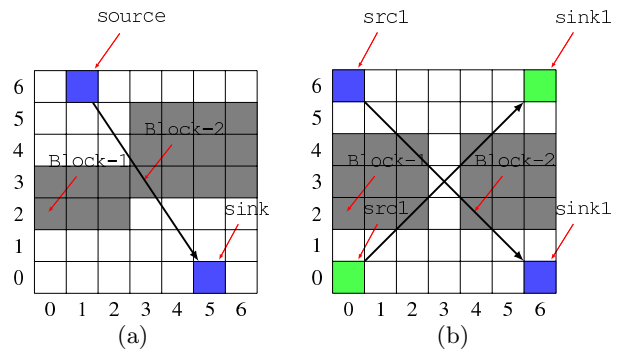 source src1 sink1
6 6
5 5
4 Block-2 4
Block-1 Block-1 Block-2
3 3
2 sink 2 src1 sink1
1 1
0 0
0 1 2 3 4 5 6 0 1 2 3 4 5 6
(a) (b)